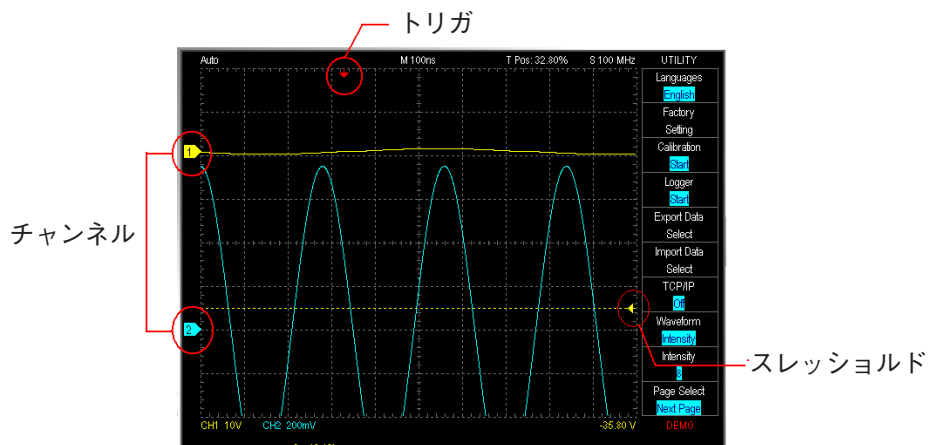 トリガ
Auto M 100ns T Pos: 32.80% S 100 MHz UTILITY
Languages
English
Factory
Setting
1
Calibration
Start
Logger
Start
チャンネル
Export Data
Select
Import Data
Select
TCP/IP
Off
2
Waveform
Intensity
スレッショルド
Intensity
8
Page Select
Next Page
CH1 10V CH2 200mV -35.80 V DEMO